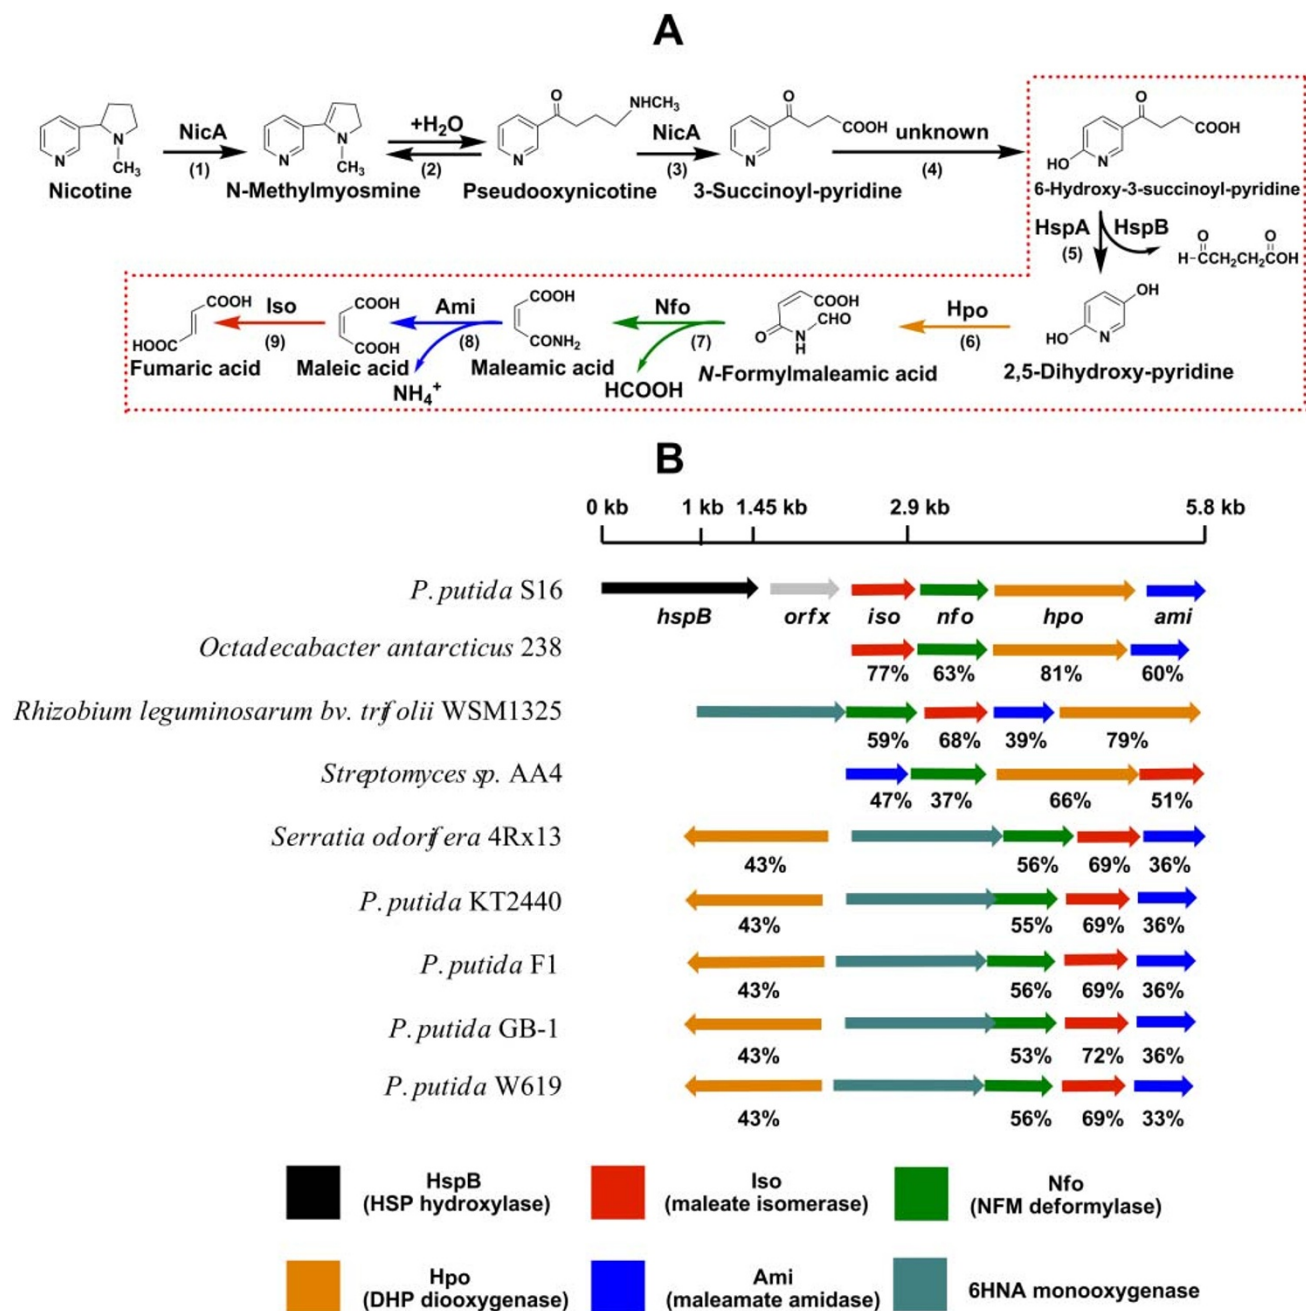 A
Nicotine
NicA
(1)
N-Methylmyosmine
+H₂O
(2)
Pseudooxynicotine
NicA
(3)
3-Succinoyl-pyridine
unknown
(4)
6-Hydroxy-3-succinoyl-pyridine
N
N
CH₃
N
N
CH₃
N
O
NHCH₃
N
O
COOH
HO
N
O
COOH
HspA
HspB
(5)
O
O
H-CCH₂CH₂COH
HO
N
OH
2,5-Dihydroxy-pyridine
Hpo
(6)
COOH
CHO
O
N
H
N-Formylmaleamic acid
Nfo
(7)
HCOOH
COOH
CONH₂
Maleamic acid
Ami
(8)
NH₄⁺
COOH
COOH
Maleic acid
Iso
(9)
COOH
HOOC
Fumaric acid
B
0 kb 1 kb 1.45 kb 2.9 kb 5.8 kb
P. putida S16
hspB orfx iso nfo hpo ami
Octadecabacter antarcticus 238
77% 63% 81% 60%
Rhizobium leguminosarum bv. trifolii WSM1325
59% 68% 39% 79%
Streptomyces sp. AA4
47% 37% 66% 51%
Serratia odorifera 4Rx13
43% 56% 69% 36%
P. putida KT2440
43% 55% 69% 36%
P. putida F1
43% 56% 69% 36%
P. putida GB-1
43% 53% 72% 36%
P. putida W619
43% 56% 69% 33%
HspB
(HSP hydroxylase)
Iso
(maleate isomerase)
Nfo
(NFM deformylase)
Hpo
(DHP diooxygenase)
Ami
(maleamate amidase)
6HNA monooxygenase